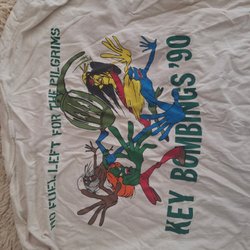 NO FUEL LEFT FOR THE PILGRIMS
KEY BOMBINGS '90